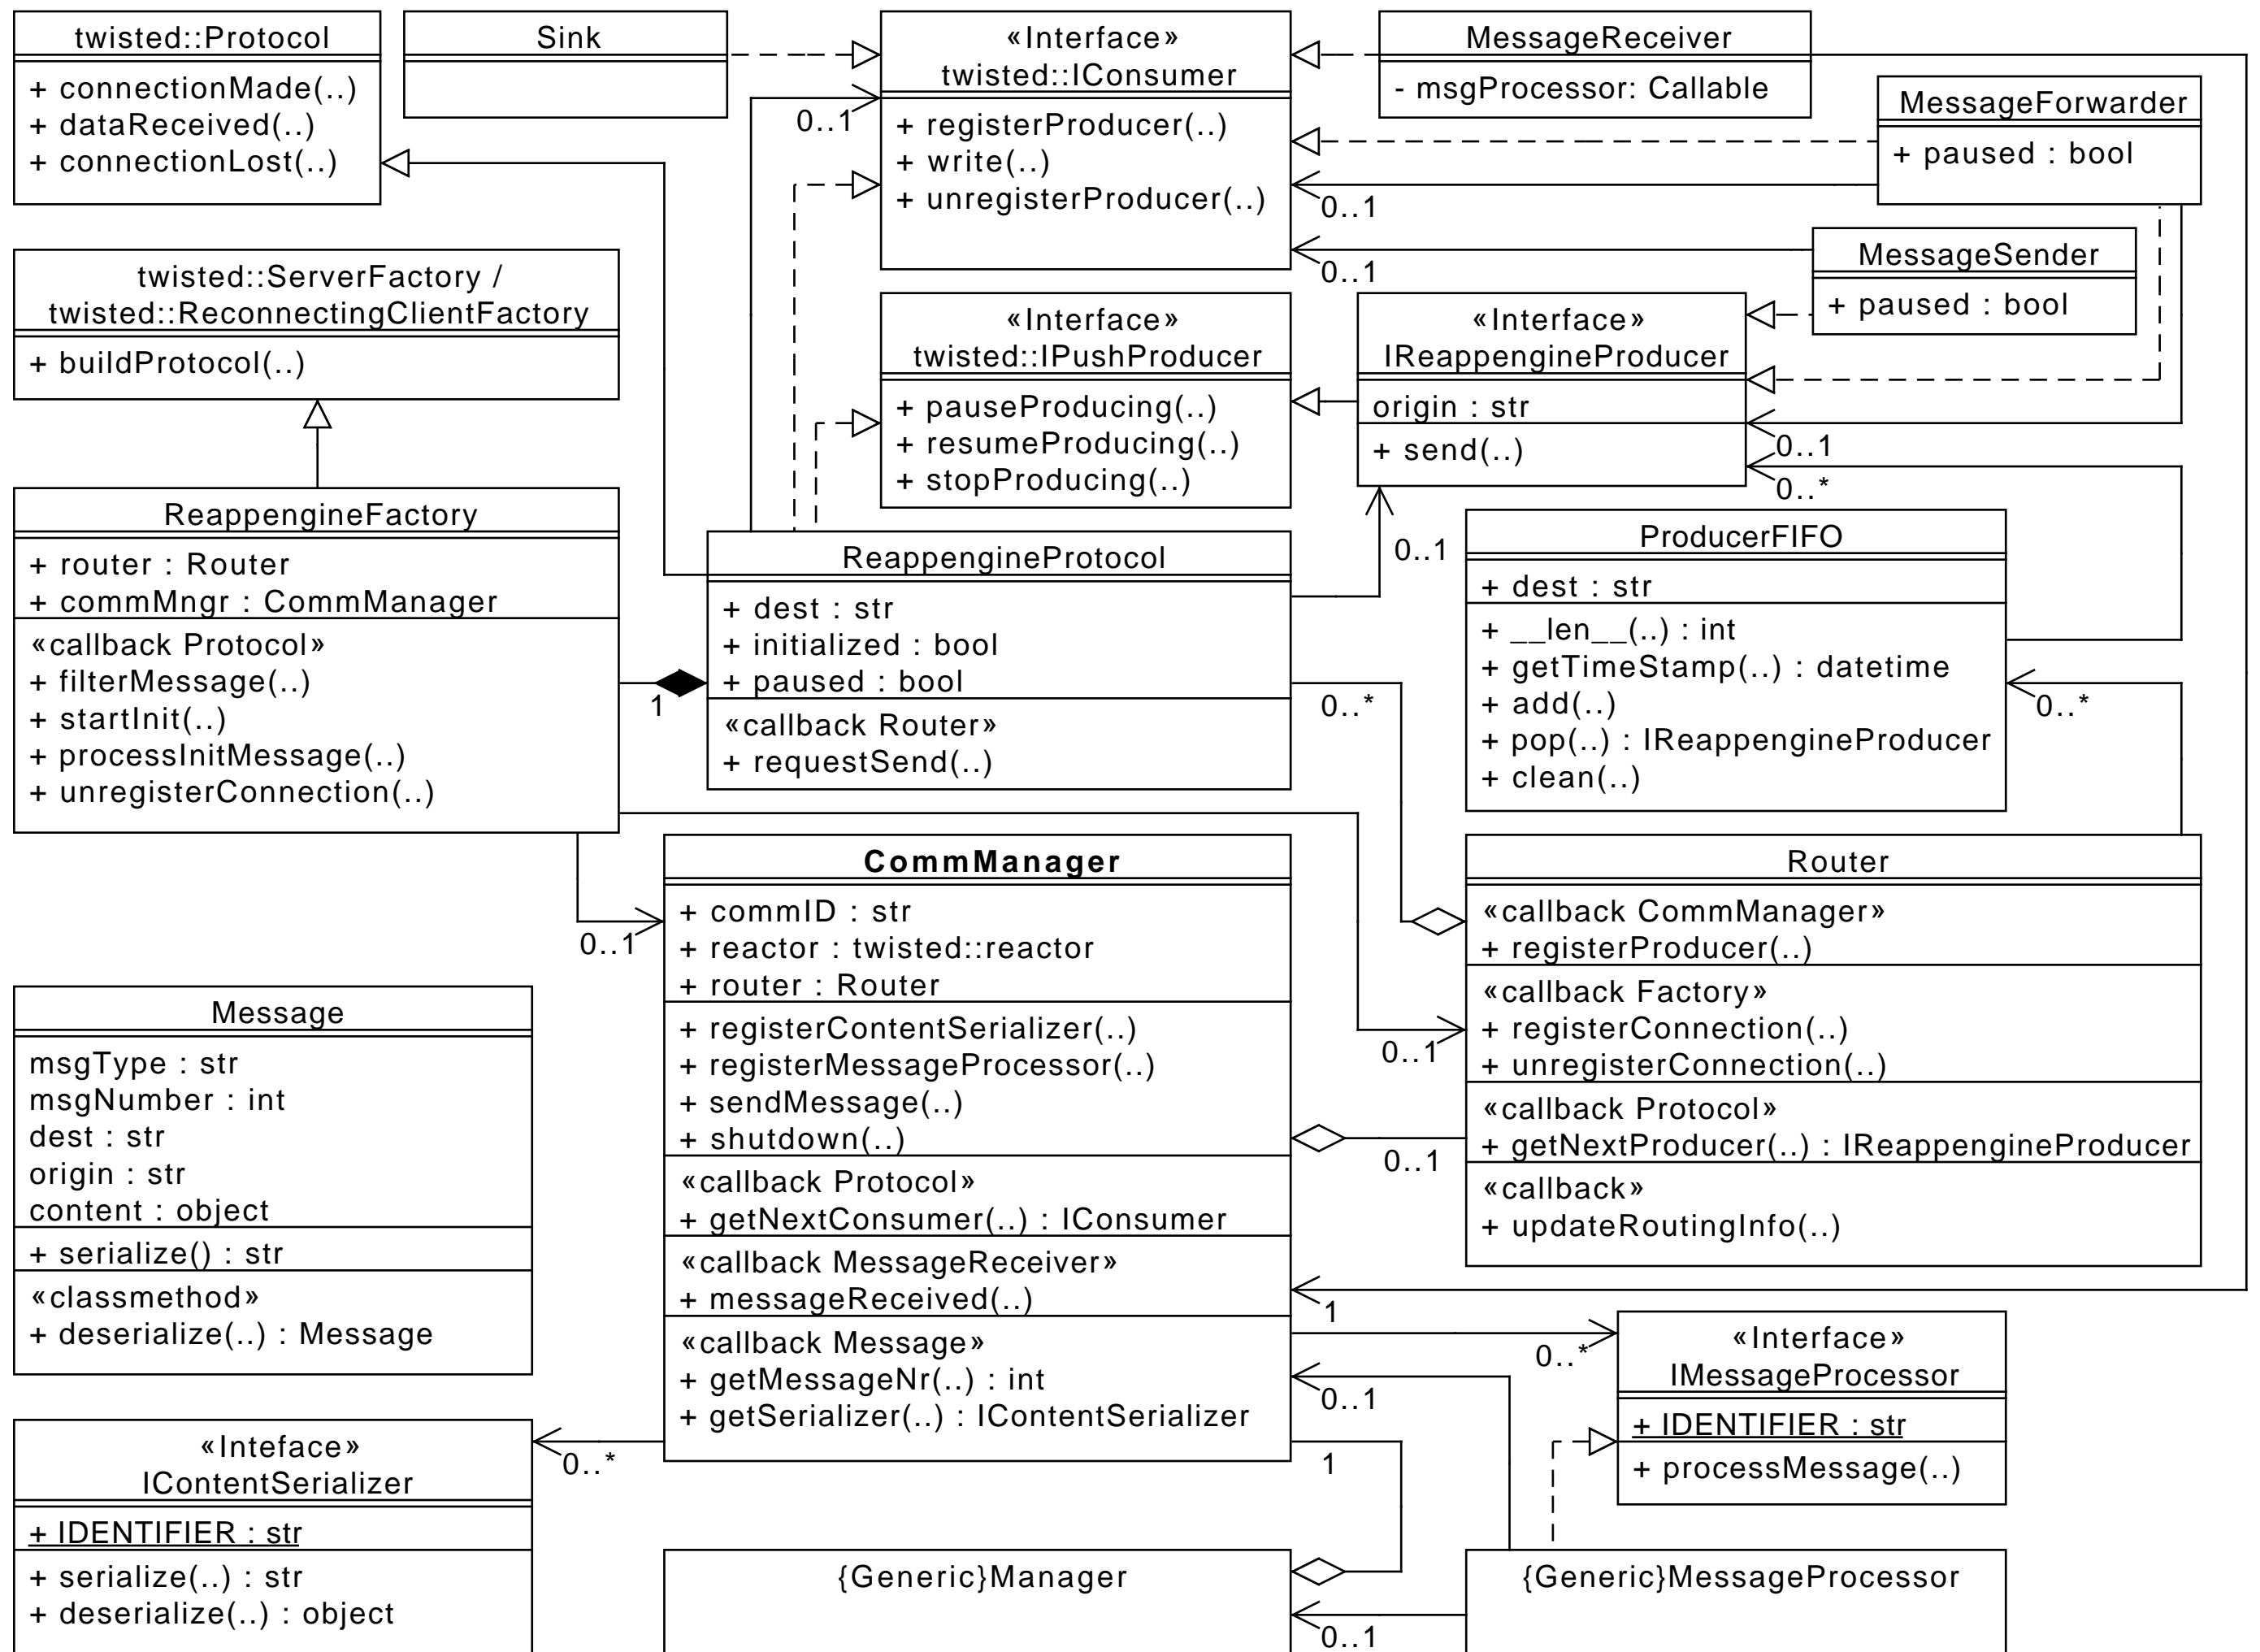 twisted::Protocol
+ connectionMade(..)
+ dataReceived(..)
+ connectionLost(..)
Sink
«Interface»
twisted::IConsumer
+ registerProducer(..)
+ write(..)
+ unregisterProducer(..)
0..1
MessageReceiver
- msgProcessor: Callable
MessageForwarder
+ paused : bool
0..1
0..1
MessageSender
+ paused : bool
twisted::ServerFactory /
twisted::ReconnectingClientFactory
+ buildProtocol(..)
«Interface»
twisted::IPushProducer
+ pauseProducing(..)
+ resumeProducing(..)
+ stopProducing(..)
«Interface»
IReappengineProducer
origin : str
+ send(..)
0..1
0..*
0..1
ReappengineFactory
+ router : Router
+ commMngr : CommManager
«callback Protocol»
+ filterMessage(..)
+ startInit(..)
+ processInitMessage(..)
+ unregisterConnection(..)
1
ReappengineProtocol
+ dest : str
+ initialized : bool
+ paused : bool
«callback Router»
+ requestSend(..)
0..*
ProducerFIFO
+ dest : str
+ __len__(..) : int
+ getTimeStamp(..) : datetime
+ add(..)
+ pop(..) : IReappengineProducer
+ clean(..)
0..*
0..1
CommManager
+ commID : str
+ reactor : twisted::reactor
+ router : Router
+ registerContentSerializer(..)
+ registerMessageProcessor(..)
+ sendMessage(..)
+ shutdown(..)
«callback Protocol»
+ getNextConsumer(..) : IConsumer
«callback MessageReceiver»
+ messageReceived(..)
«callback Message»
+ getMessageNr(..) : int
+ getSerializer(..) : IContentSerializer
0..1
0..1
Router
«callback CommManager»
+ registerProducer(..)
«callback Factory»
+ registerConnection(..)
+ unregisterConnection(..)
«callback Protocol»
+ getNextProducer(..) : IReappengineProducer
«callback»
+ updateRoutingInfo(..)
Message
msgType : str
msgNumber : int
dest : str
origin : str
content : object
+ serialize() : str
«classmethod»
+ deserialize(..) : Message
1
0..*
0..1
1
«Interface»
IMessageProcessor
+ IDENTIFIER : str
+ processMessage(..)
«Inteface»
IContentSerializer
+ IDENTIFIER : str
+ serialize(..) : str
+ deserialize(..) : object
0..*
{Generic}Manager
0..1
{Generic}MessageProcessor